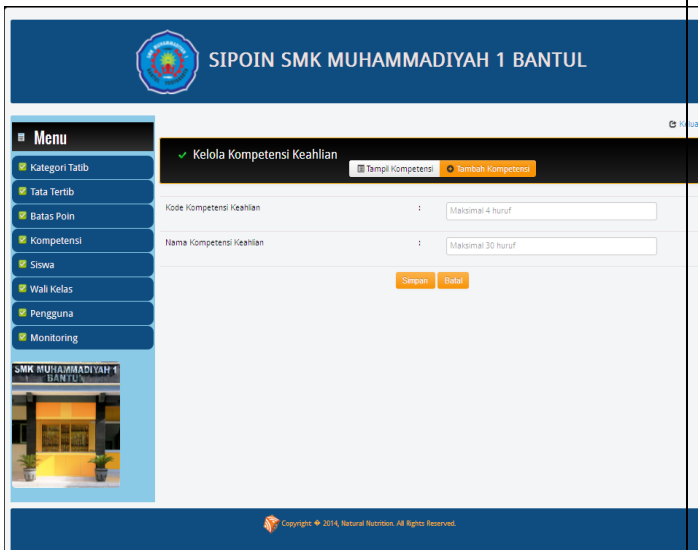 SIPOIN SMK MUHAMMADIYAH 1 BANTUL
Kelua
Menu
Kategori Tatib
Tata Tertib
Batas Poin
Kompetensi
Siswa
Wali Kelas
Pengguna
Monitoring
SMK MUHAMMADIYAH 1
BANTUL
Kelola Kompetensi Keahlian
Tampil Kompetensi
Tambah Kompetensi
Kode Kompetensi Keahlian : Maksimal 4 huruf
Nama Kompetensi Keahlian : Maksimal 30 huruf
Simpan Batal
Copyright � 2014, Natural Nutrition. All Rights Reserved.